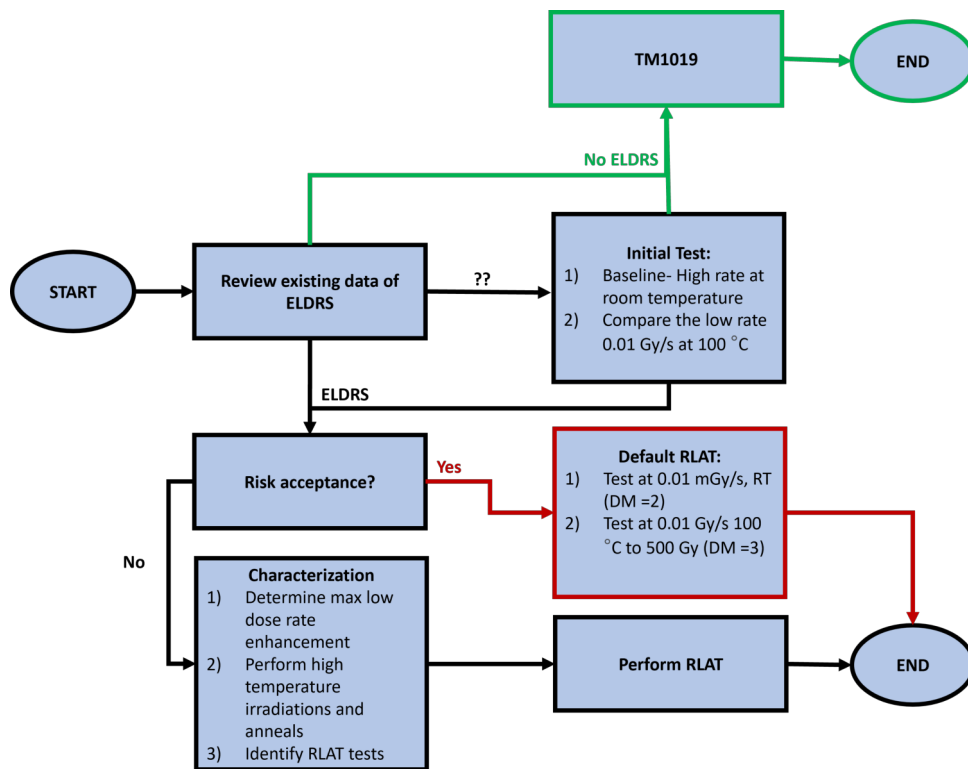 TM1019
END
No ELDRS
START
Review existing data of
ELDRS
??
Initial Test:
1) Baseline- High rate at
room temperature
2) Compare the low rate
0.01 Gy/s at 100 °C
ELDRS
Risk acceptance?
Yes
Default RLAT:
1) Test at 0.01 mGy/s, RT
(DM =2)
2) Test at 0.01 Gy/s 100
°C to 500 Gy (DM =3)
No
Characterization
1) Determine max low
dose rate
enhancement
2) Perform high
temperature
irradiations and
anneals
3) Identify RLAT tests
Perform RLAT
END